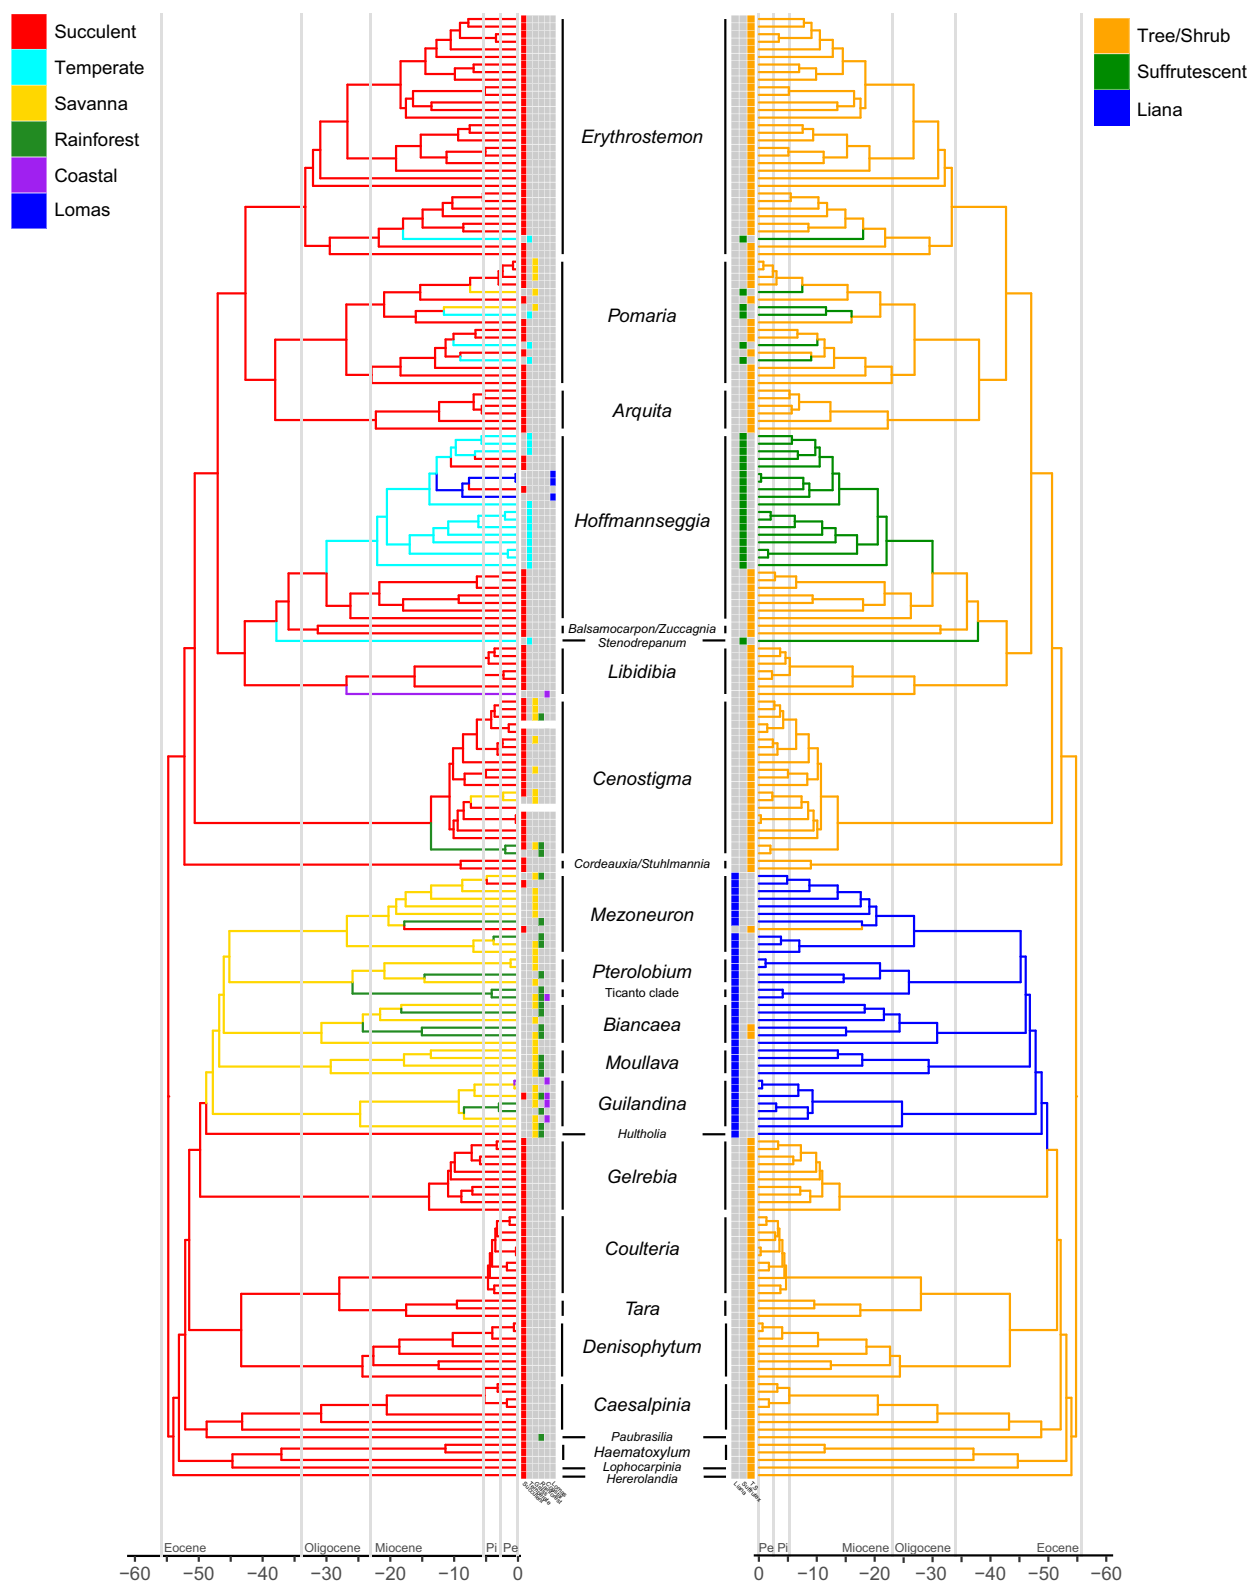 Succulent
Temperate
Savanna
Rainforest
Coastal
Lomas
Tree/Shrub
Suffrutescent
Liana
Erythrostemon
Pomaria
Arquita
Hoffmannseggia
Balsamocarpon/Zuccagnia
Stenodrepanum
Libidibia
Cenostigma
Cordeauxia/Stuhlmannia
Mezoneuron
Pterolobium
Ticanto clade
Biancaea
Moullava
Guilandina
Hultholia
Gelrebia
Coulteria
Tara
Denisophytum
Caesalpinia
Paubrasilia
Haematoxylum
Lophocarpinia
Hererolandia
Eocene Oligocene Miocene Pi Pe
−60 −50 −40 −30 −20 −10 0
Pe Pi Miocene Oligocene Eocene
0 −10 −20 −30 −40 −50 −60